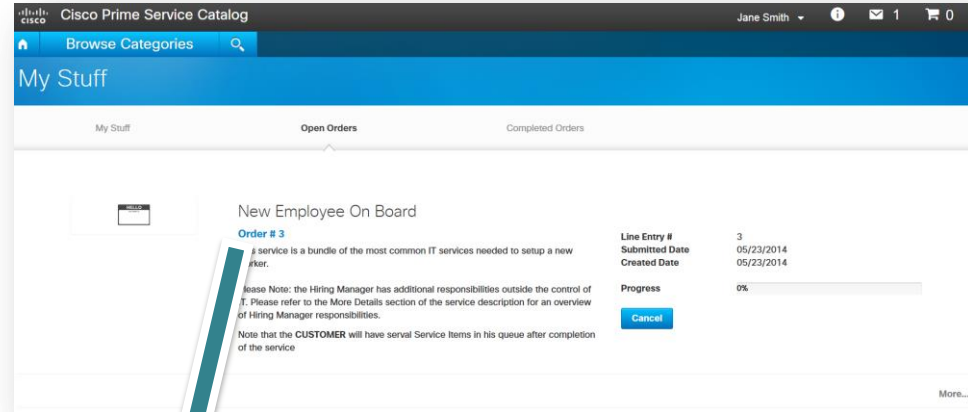 cisco Cisco Prime Service Catalog
Jane Smith
1
0
Browse Categories
My Stuff
My Stuff
Open Orders
Completed Orders
HELLO
New Employee On Board
Order # 3
service is a bundle of the most common IT services needed to setup a new
Please Note: the Hiring Manager has additional responsibilities outside the control of
IT. Please refer to the More Details section of the service description for an overview
of Hiring Manager responsibilities.
Note that the CUSTOMER will have serval Service Items in his queue after completion
of the service
Line Entry # 3
Submitted Date 05/23/2014
Created Date 05/23/2014
Progress 0%
Cancel
More...